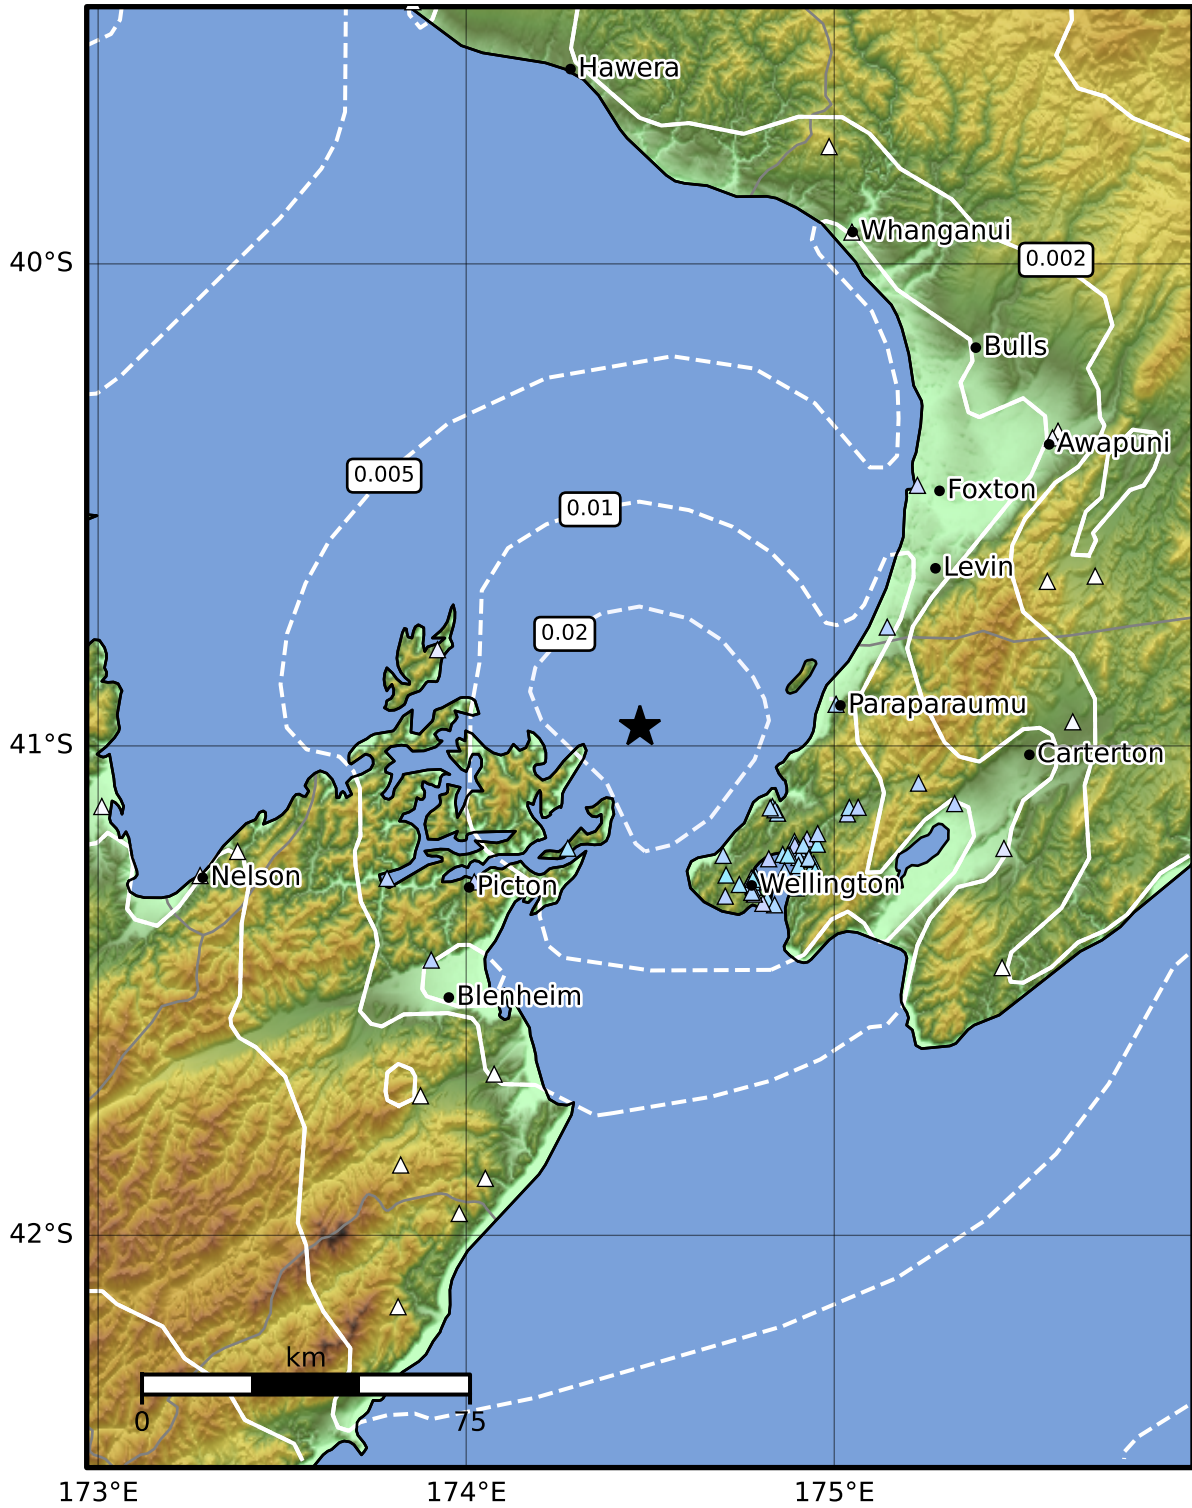 Hawera
Whanganui
40°S
0.002
Bulls
Awapuni
0.005
Foxton
0.01
Levin
0.02
Paraparaumu
41°S
Carterton
Nelson
Picton
Wellington
Blenheim
42°S
km
0
75
173°E
174°E
175°E